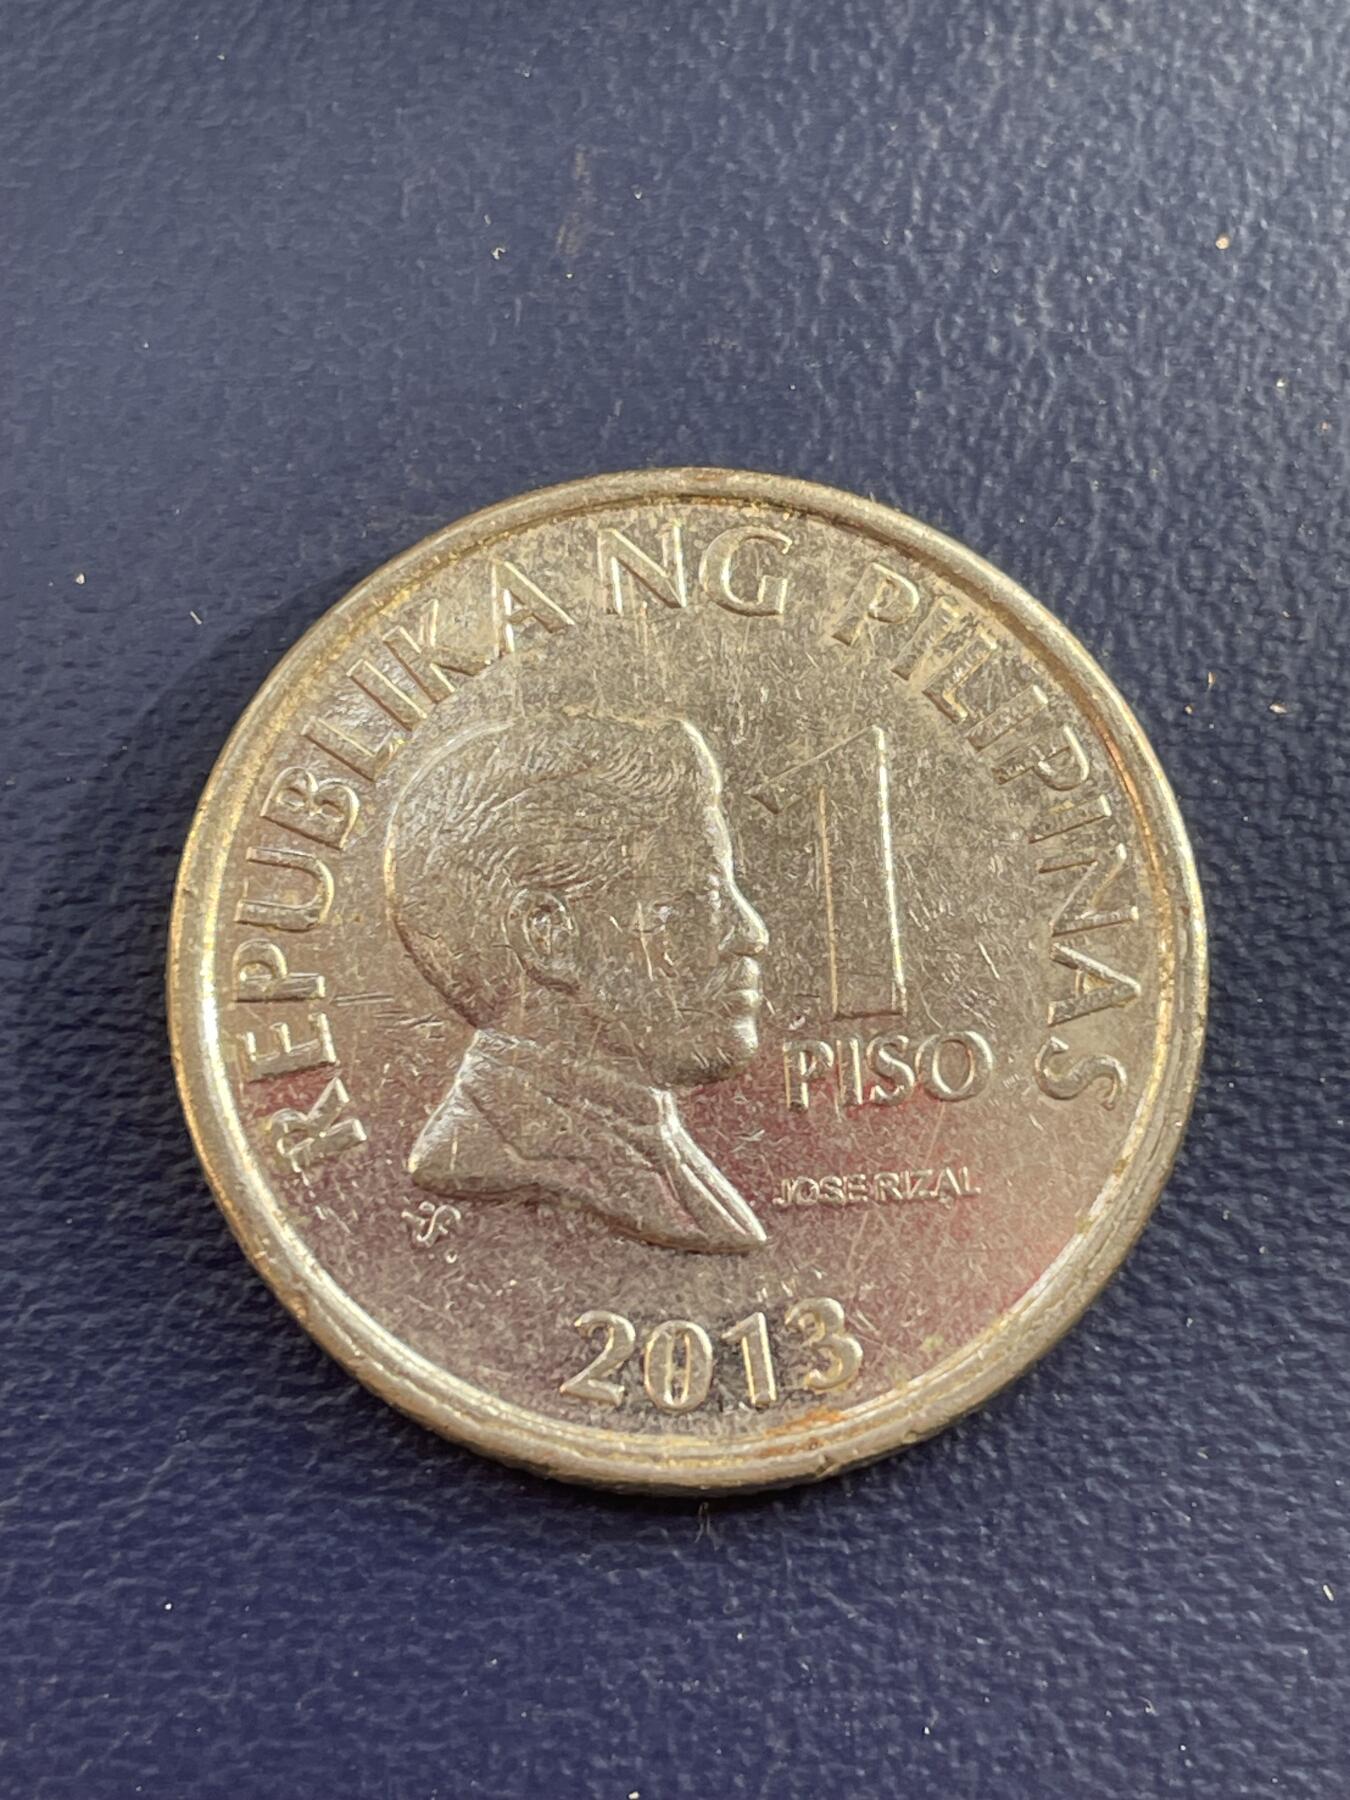 REPUBLIKA NG PILIPINAS
1
PISO
JOSE RIZAL
2013